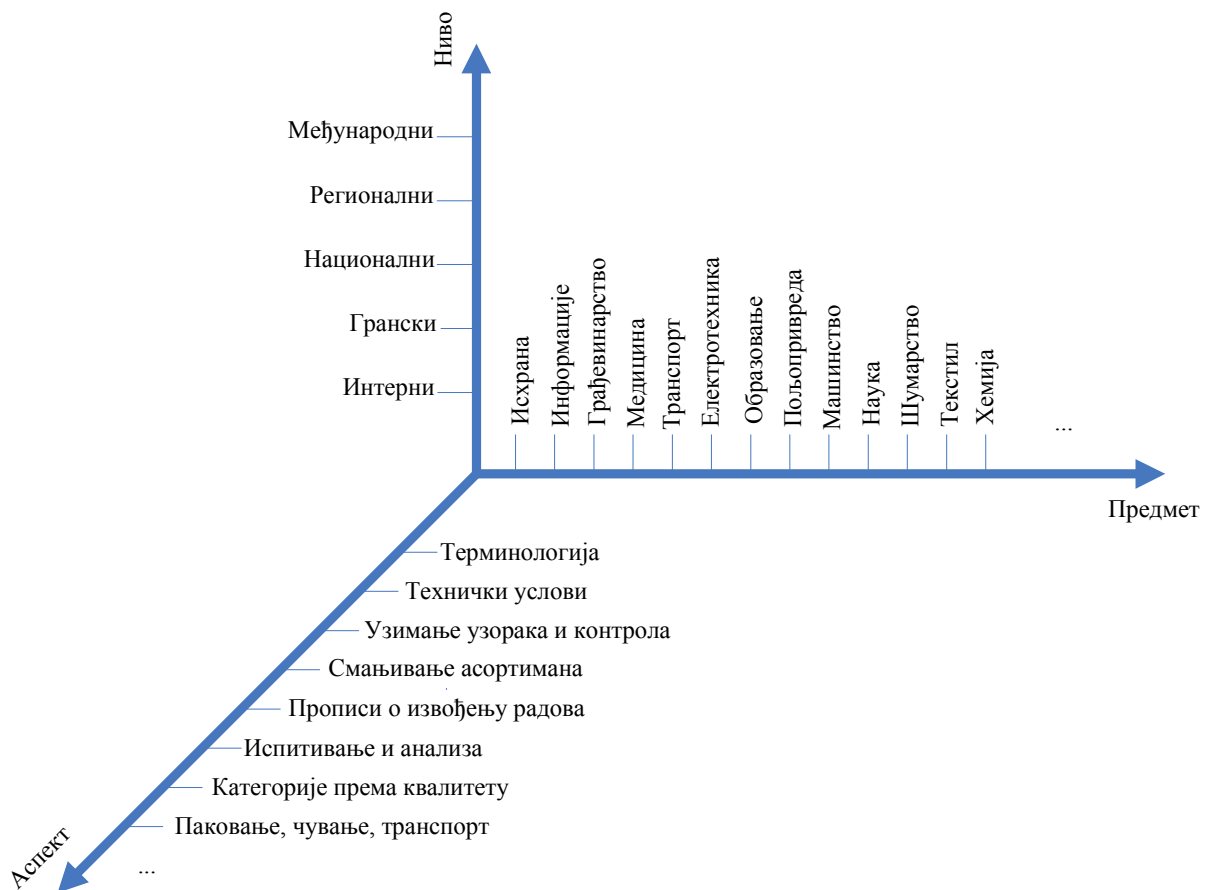 Ниво
Међународни
Регионални
Национални
Грански
Интерни
Исхрана
Информације
Грађевинарство
Медицина
Транспорт
Електротехника
Образовање
Пољопривреда
Машинство
Наука
Шумарство
Текстил
Хемија
...
Предмет
Терминологија
Технички услови
Узимање узорака и контрола
Смањивање асортимана
Прописи о извођењу радова
Испитивање и анализа
Категорије према квалитету
Паковање, чување, транспорт
...
Аспект